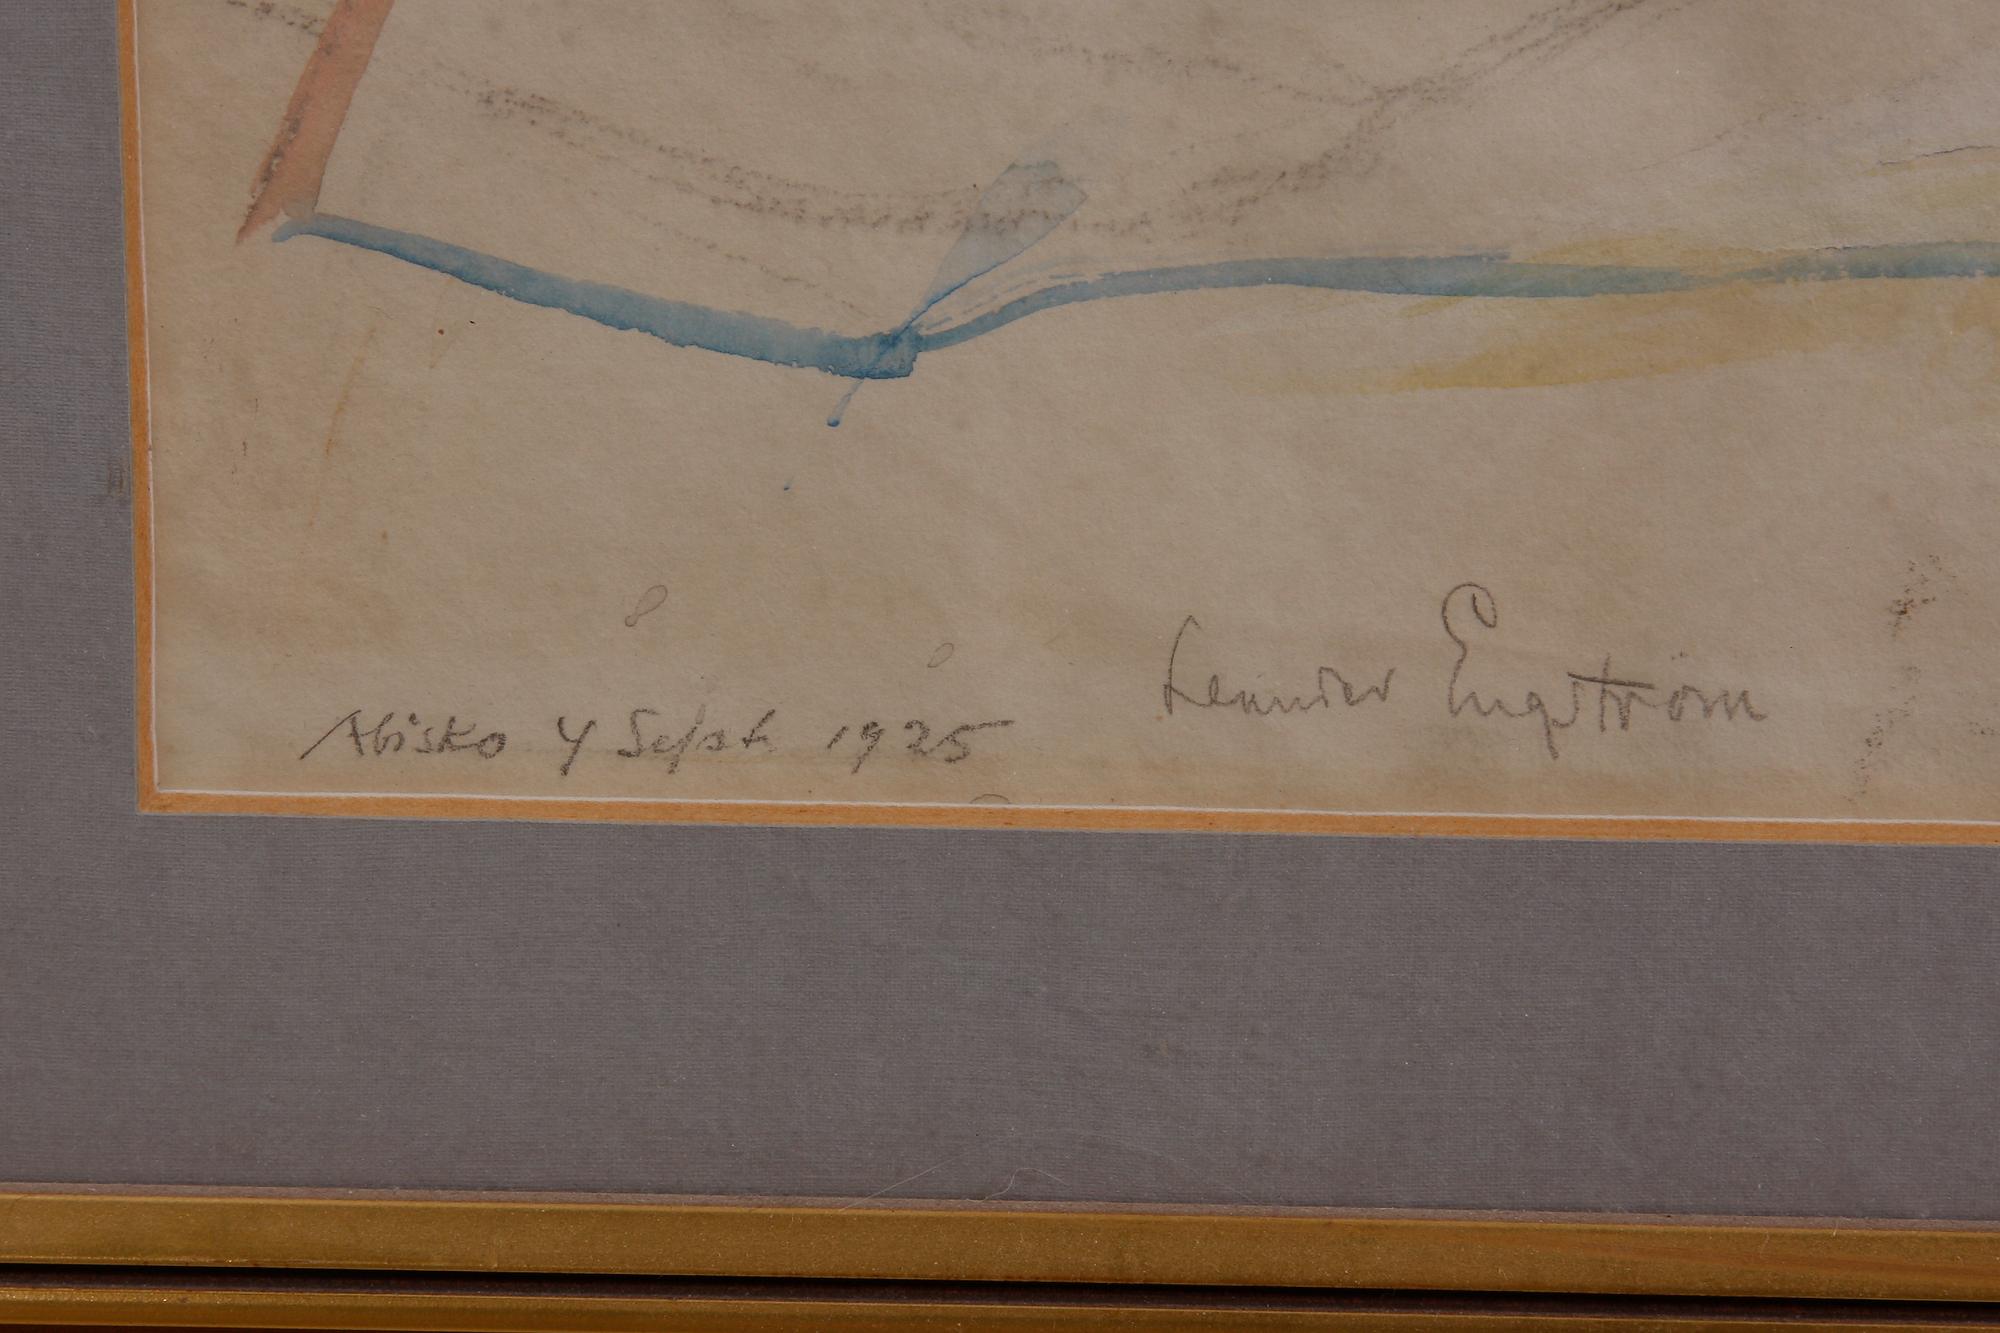 Abisko 4 Sept 1925
Leander Engström